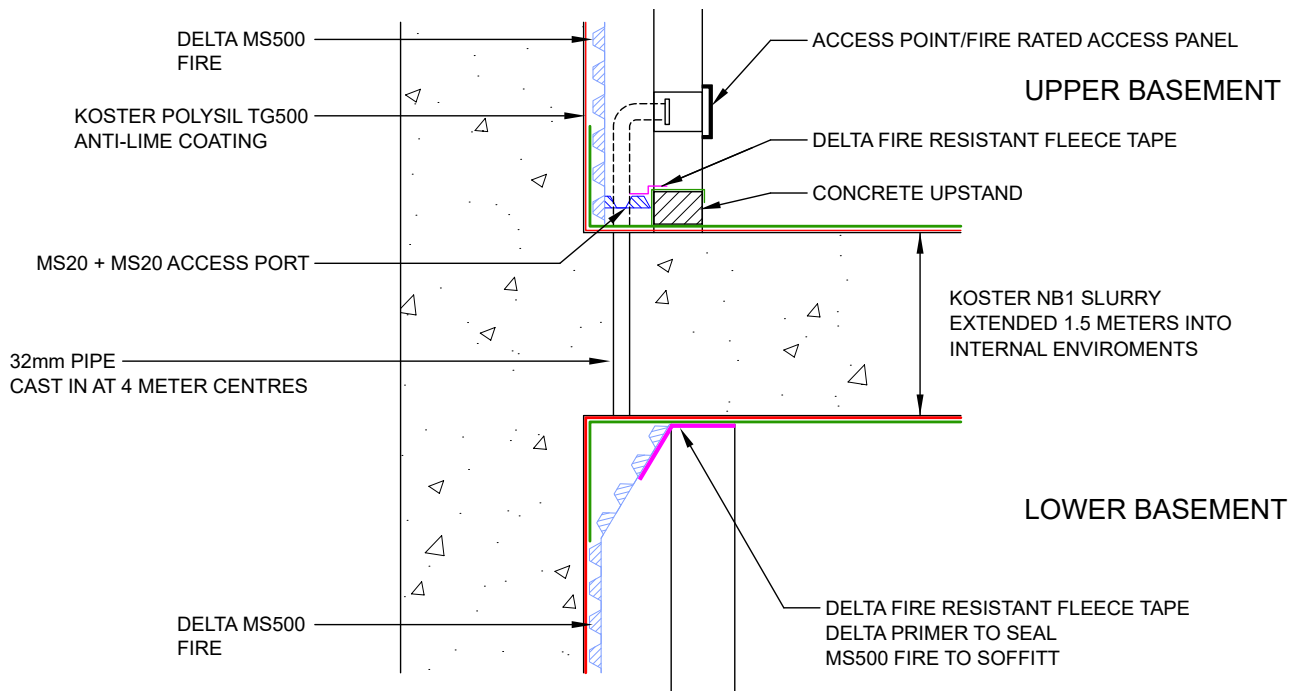 DELTA MS500
FIRE
KOSTER POLYSIL TG500
ANTI-LIME COATING
MS20 + MS20 ACCESS PORT
32mm PIPE
CAST IN AT 4 METER CENTRES
DELTA MS500
FIRE
ACCESS POINT/FIRE RATED ACCESS PANEL
UPPER BASEMENT
DELTA FIRE RESISTANT FLEECE TAPE
CONCRETE UPSTAND
KOSTER NB1 SLURRY
EXTENDED 1.5 METERS INTO
INTERNAL ENVIROMENTS
LOWER BASEMENT
DELTA FIRE RESISTANT FLEECE TAPE
DELTA PRIMER TO SEAL
MS500 FIRE TO SOFFITT